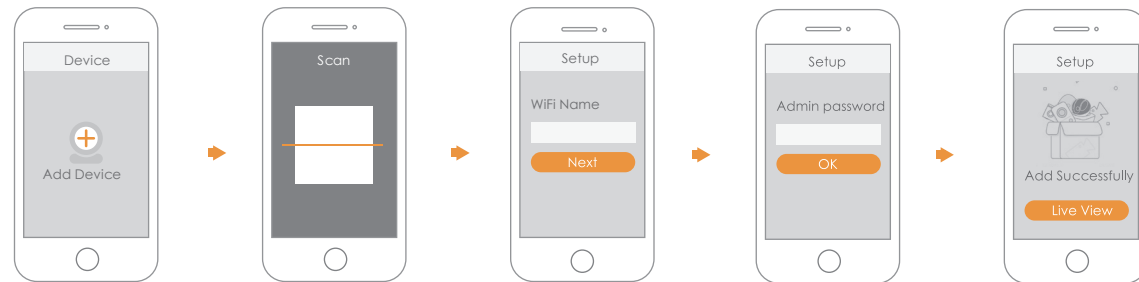 Device
Add Device
Scan
Setup
WiFi Name
Next
Setup
Admin password
OK
Setup
Add Successfully
Live View